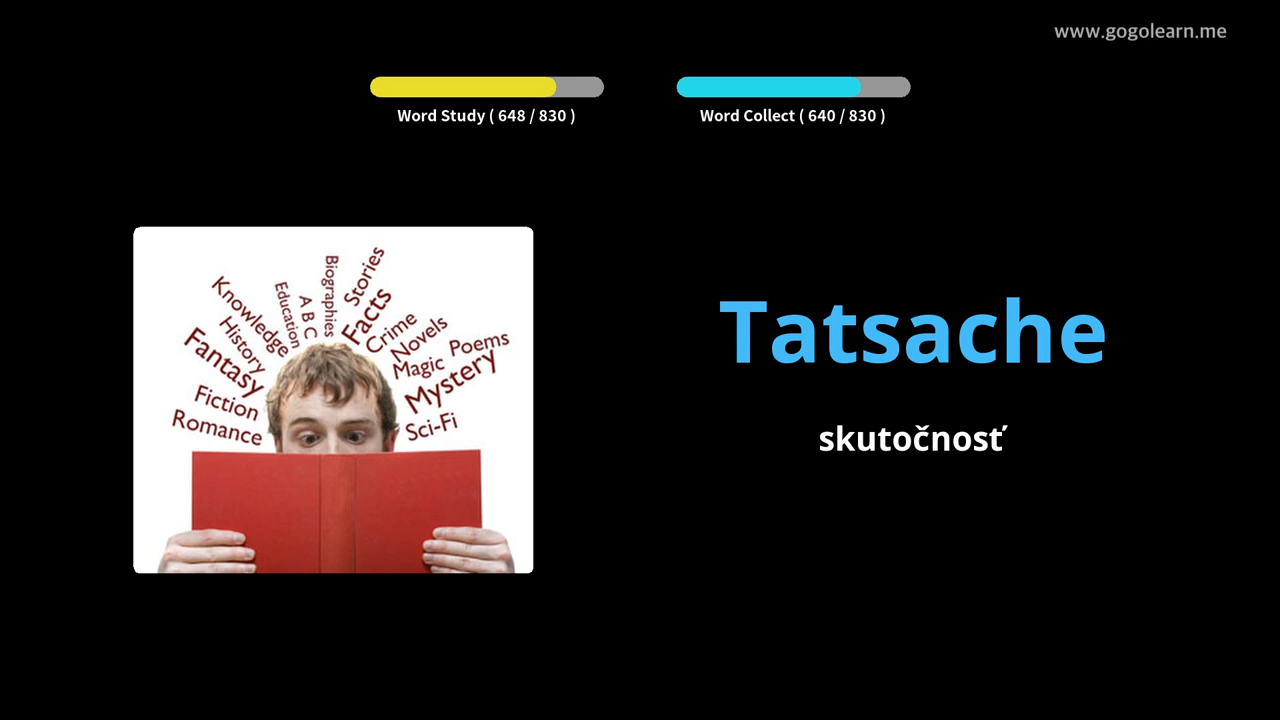 www.gogolearn.me
Word Study ( 648 / 830 )
Word Collect ( 640 / 830 )
Biographies
Stories
Education
A B C
Facts
Knowledge
Crime
History
Novels
Fantasy
Magic
Poems
Mystery
Fiction
Romance
Sci-Fi
Tatsache
skutočnosť